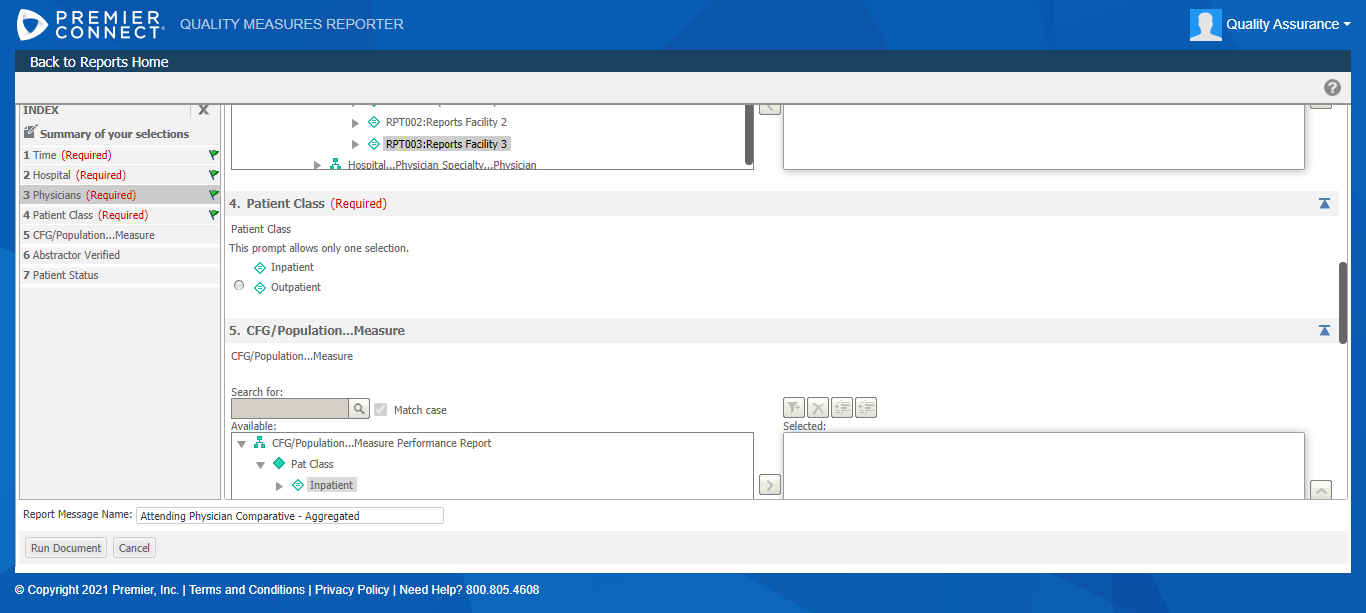 PREMIER CONNECT® QUALITY MEASURES REPORTER
Quality Assurance
Back to Reports Home
?
INDEX X
Summary of your selections
1 Time (Required)
2 Hospital (Required)
3 Physicians (Required)
4 Patient Class (Required)
5 CFG/Population...Measure
6 Abstractor Verified
7 Patient Status
RPT002:Reports Facility 2
RPT003:Reports Facility 3
Hospital...Physician Specialty...Physician
4. Patient Class (Required)
Patient Class
This prompt allows only one selection.
Inpatient
Outpatient
5. CFG/Population...Measure
CFG/Population...Measure
Search for:
Match case
Available:
Selected:
CFG/Population...Measure Performance Report
Pat Class
Inpatient
Report Message Name: Attending Physician Comparative - Aggregated
Run Document Cancel
© Copyright 2021 Premier, Inc. | Terms and Conditions | Privacy Policy | Need Help? 800.805.4608